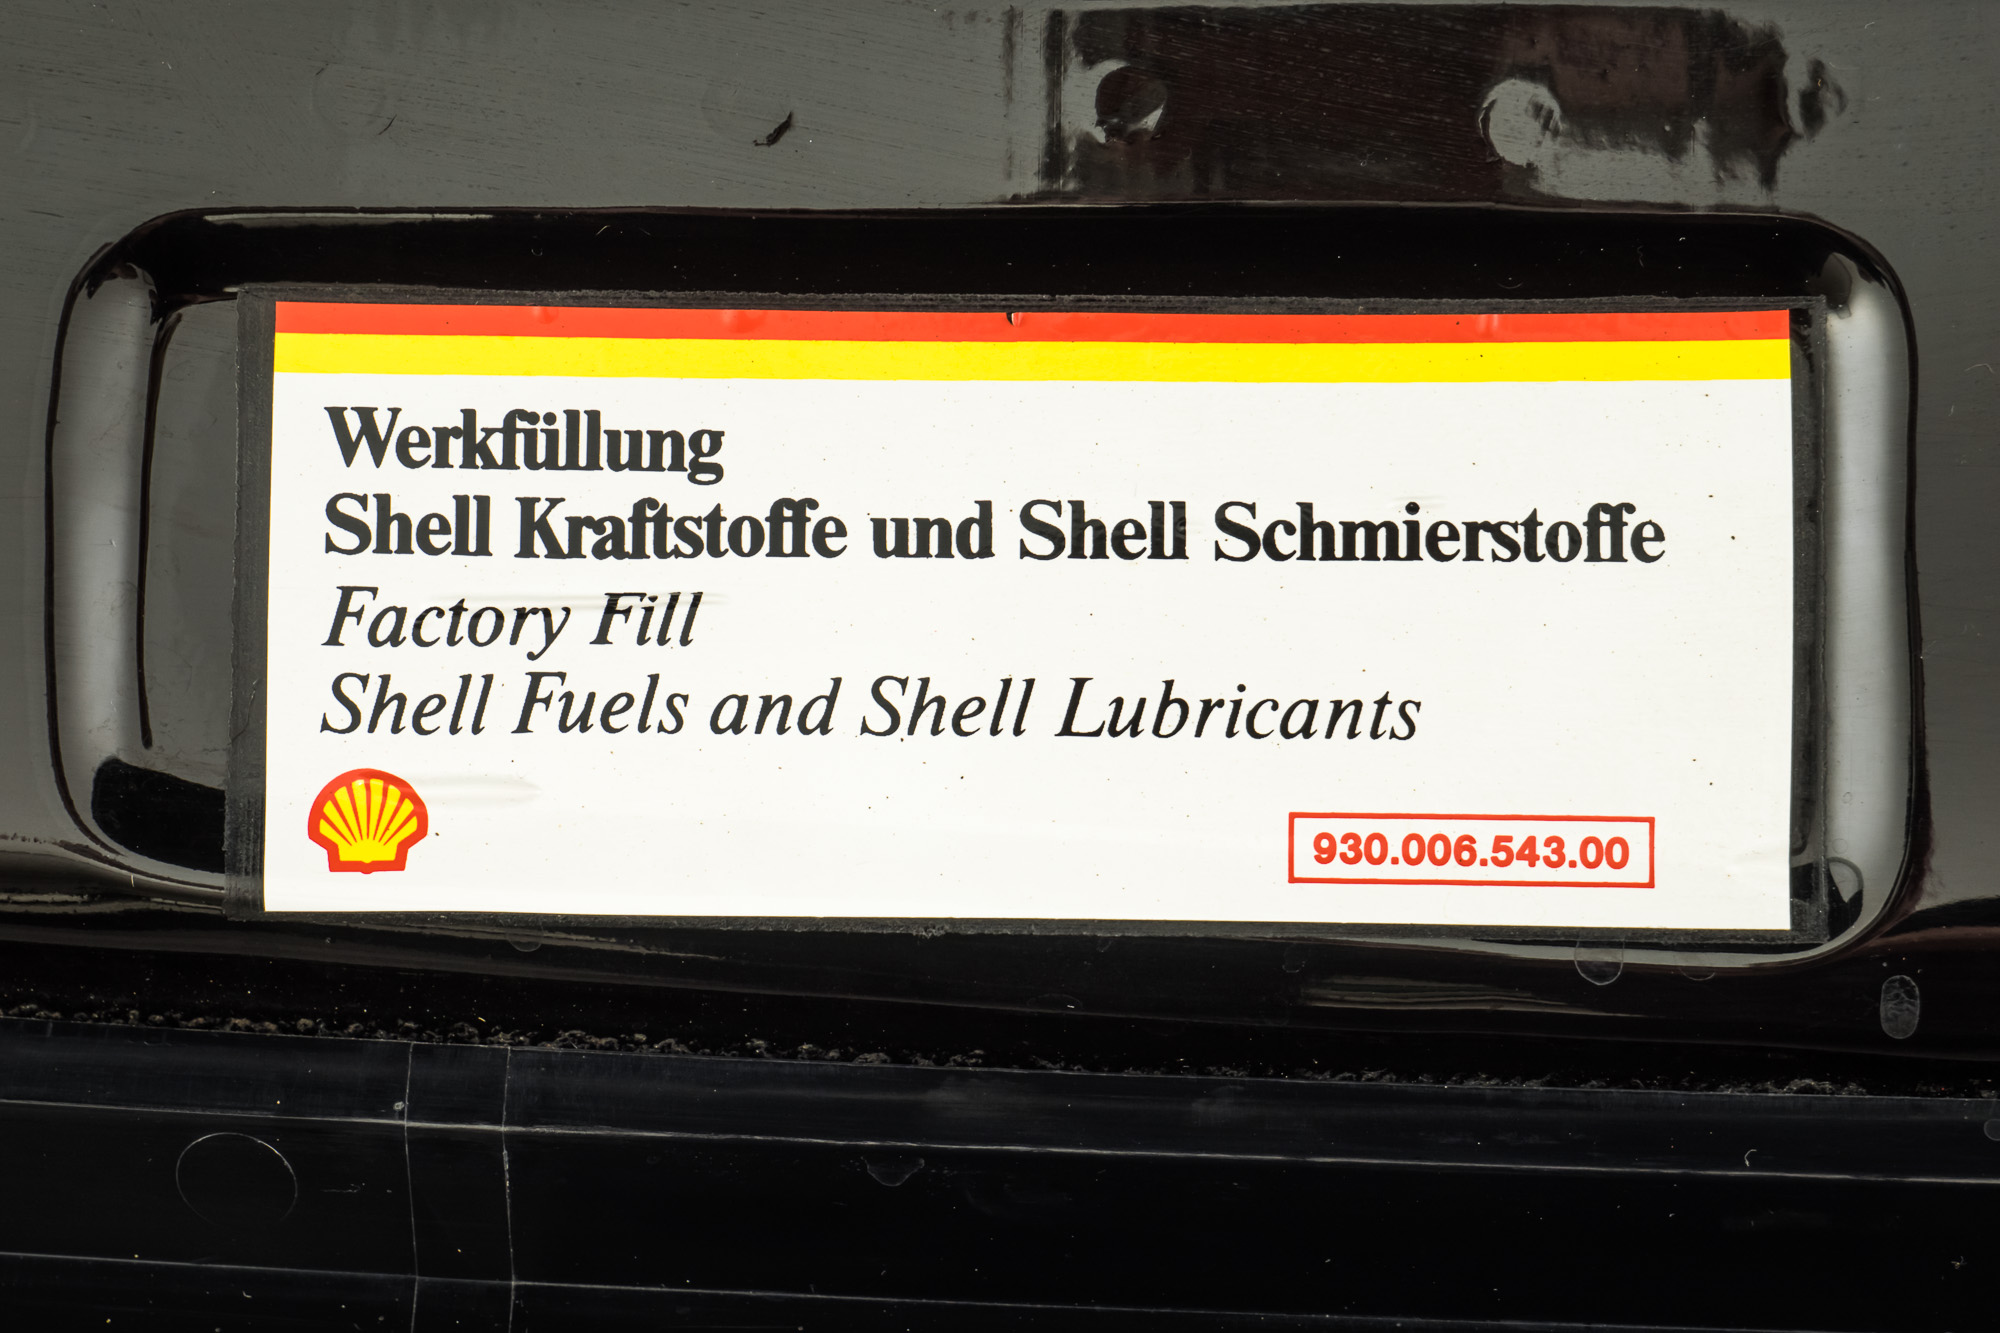 Werkfüllung
Shell Kraftstoffe und Shell Schmierstoffe
Factory Fill
Shell Fuels and Shell Lubricants
930.006.543.00